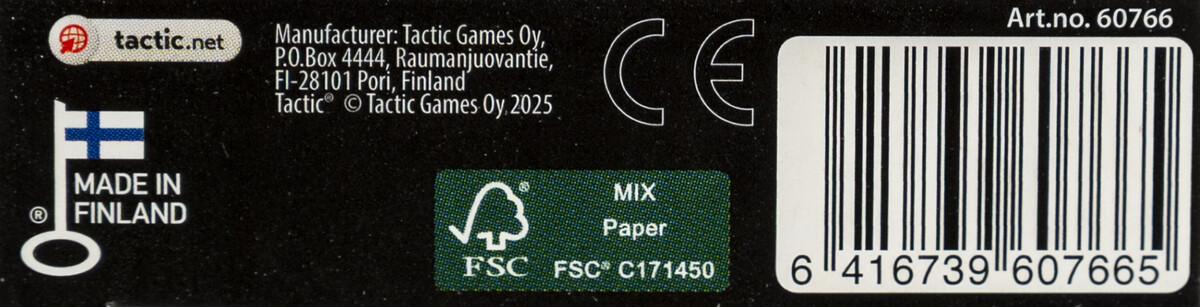 tactic.net
Manufacturer: Tactic Games Oy,
P.O.Box 4444, Raumanjuovantie,
FI-28101 Pori, Finland
Tactic® © Tactic Games Oy, 2025
CE
Art.no. 60766
MADE IN
FINLAND
®
®
FSC
MIX
Paper
FSC® C171450
6 416739 607665